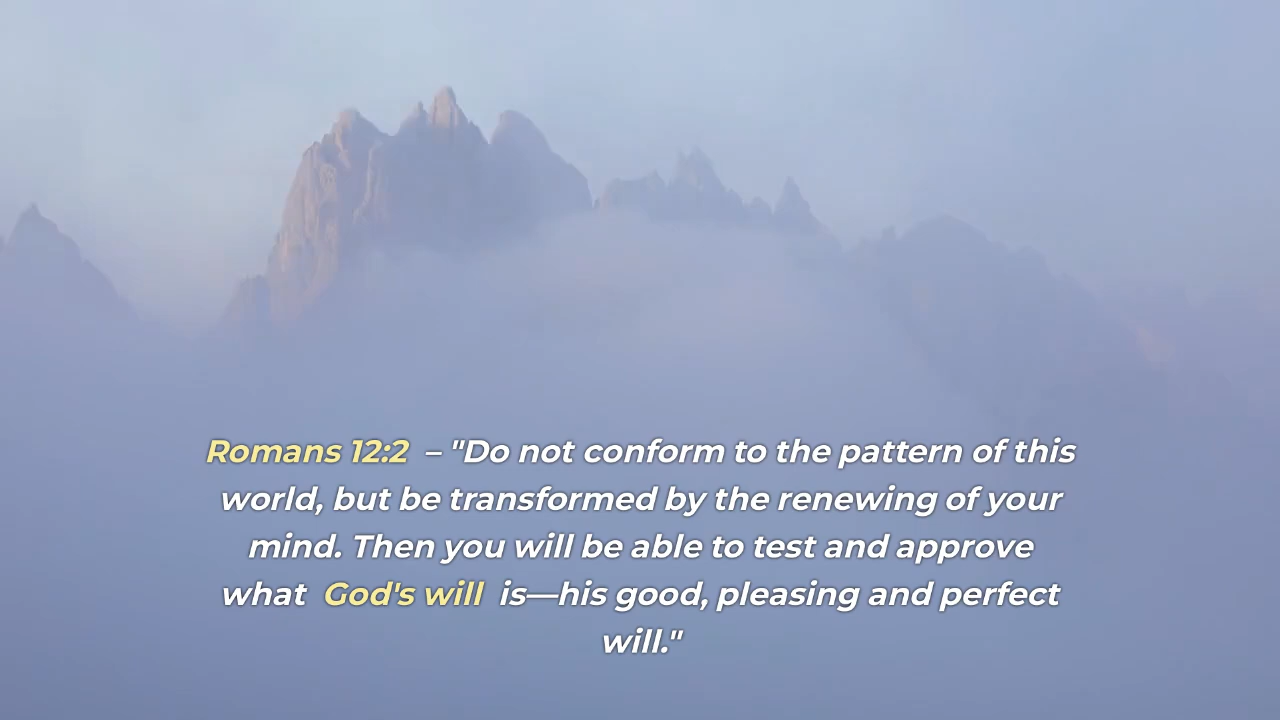 Romans 12:2 – "Do not conform to the pattern of this
world, but be transformed by the renewing of your
mind. Then you will be able to test and approve
what God's will is—his good, pleasing and perfect
will."